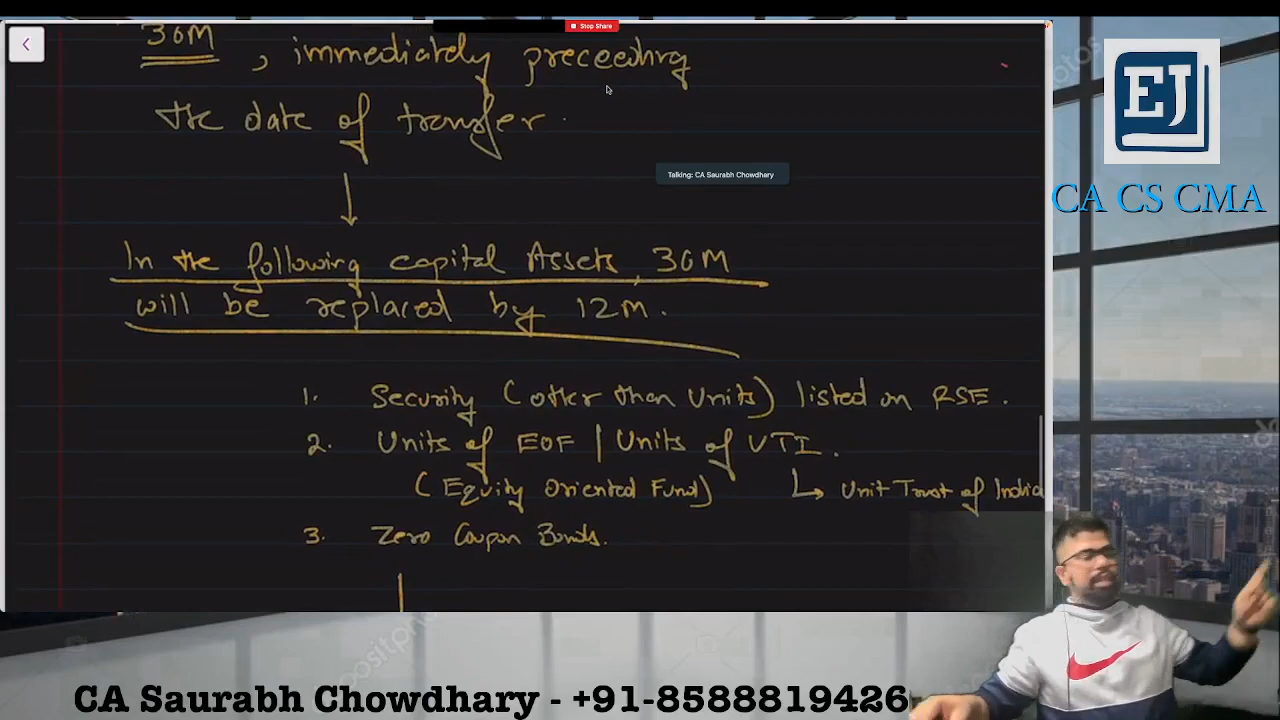 Stop Share
36M, immediately preceeding
the date of transfer.
Talking: CA Saurabh Chowdhary
In the following capital Assets, 36M
will be replaced by 12M.
1. Security (other than Units) listed on RSE.
2. Units of EOF | Units of UTI.
(Equity Oriented Fund) ↳ Unit Trust of India
3. Zero Coupon Bonds.
EJ
CA CS CMA
CA Saurabh Chowdhary - +91-8588819426